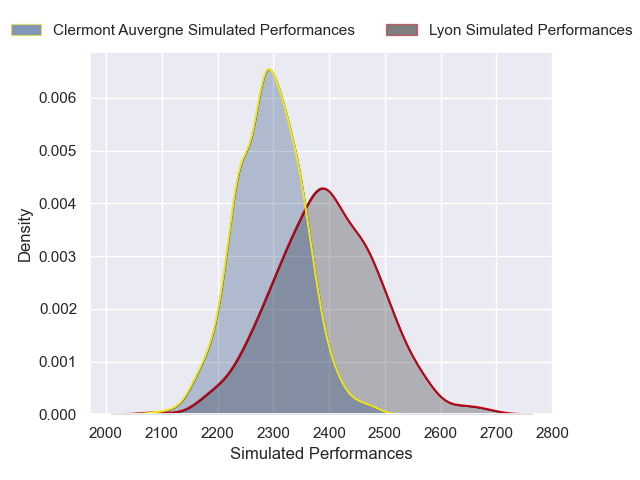 Clermont Auvergne Simulated Performances
Lyon Simulated Performances
0.006
0.005
0.004
0.003
0.002
0.001
0.000
Density
2000 2100 2200 2300 2400 2500 2600 2700 2800
Simulated Performances